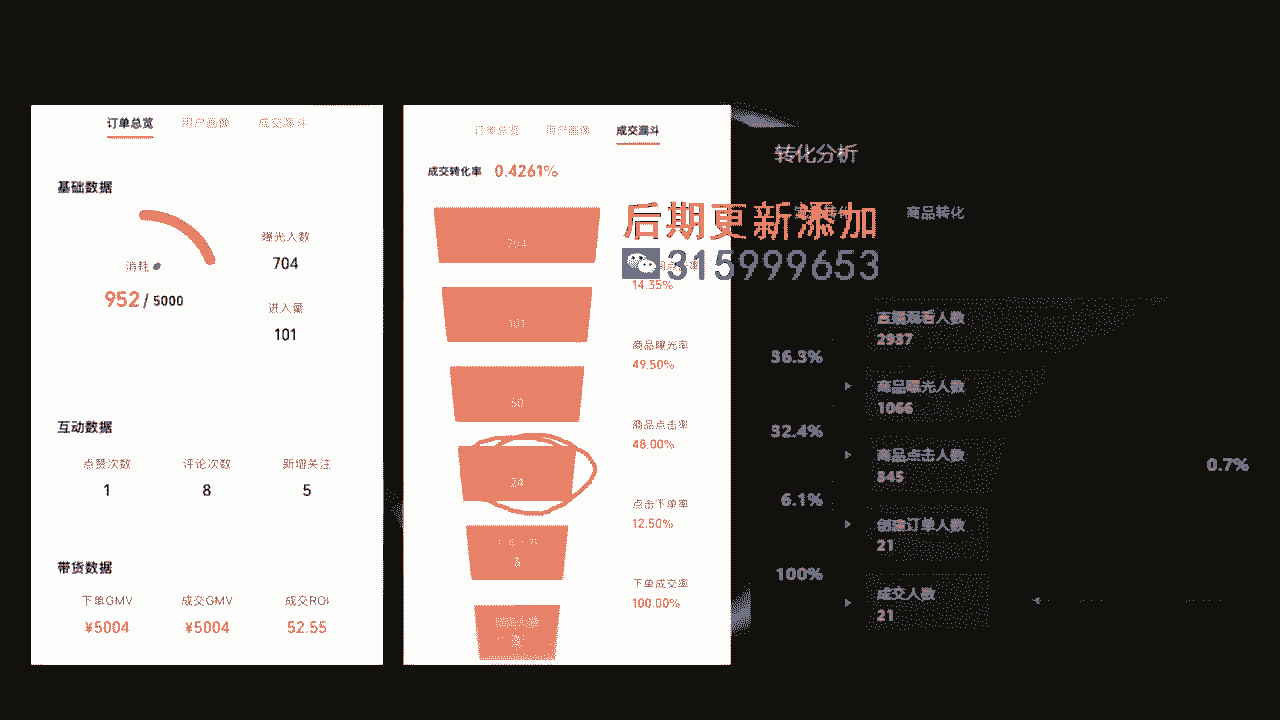 订单总览 用户画像 成交漏斗
基础数据
曝光人数
704
消耗
952 / 5000
进入量
101
互动数据
点赞次数 评论次数 新增关注
1 8 5
带货数据
下单GMV 成交GMV 成交ROI
¥5004 ¥5004 52.55
订单总览 用户画像 成交漏斗
成交转化率 0.4261%
704
14.35%
101
商品曝光率
49.50%
50
商品点击率
48.00%
24
点击下单率
12.50%
3
下单成交率
100.00%
3
后期更新添加
315999653
转化分析
商品转化
直播观看人数
2937
36.3%
商品曝光人数
1066
32.4%
商品点击人数
345
6.1%
创建订单人数
21
100%
成交人数
21
0.7%